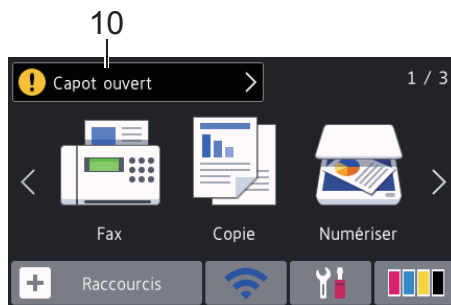 10
Capot ouvert
1 / 3
Fax Copie Numériser
Raccourcis